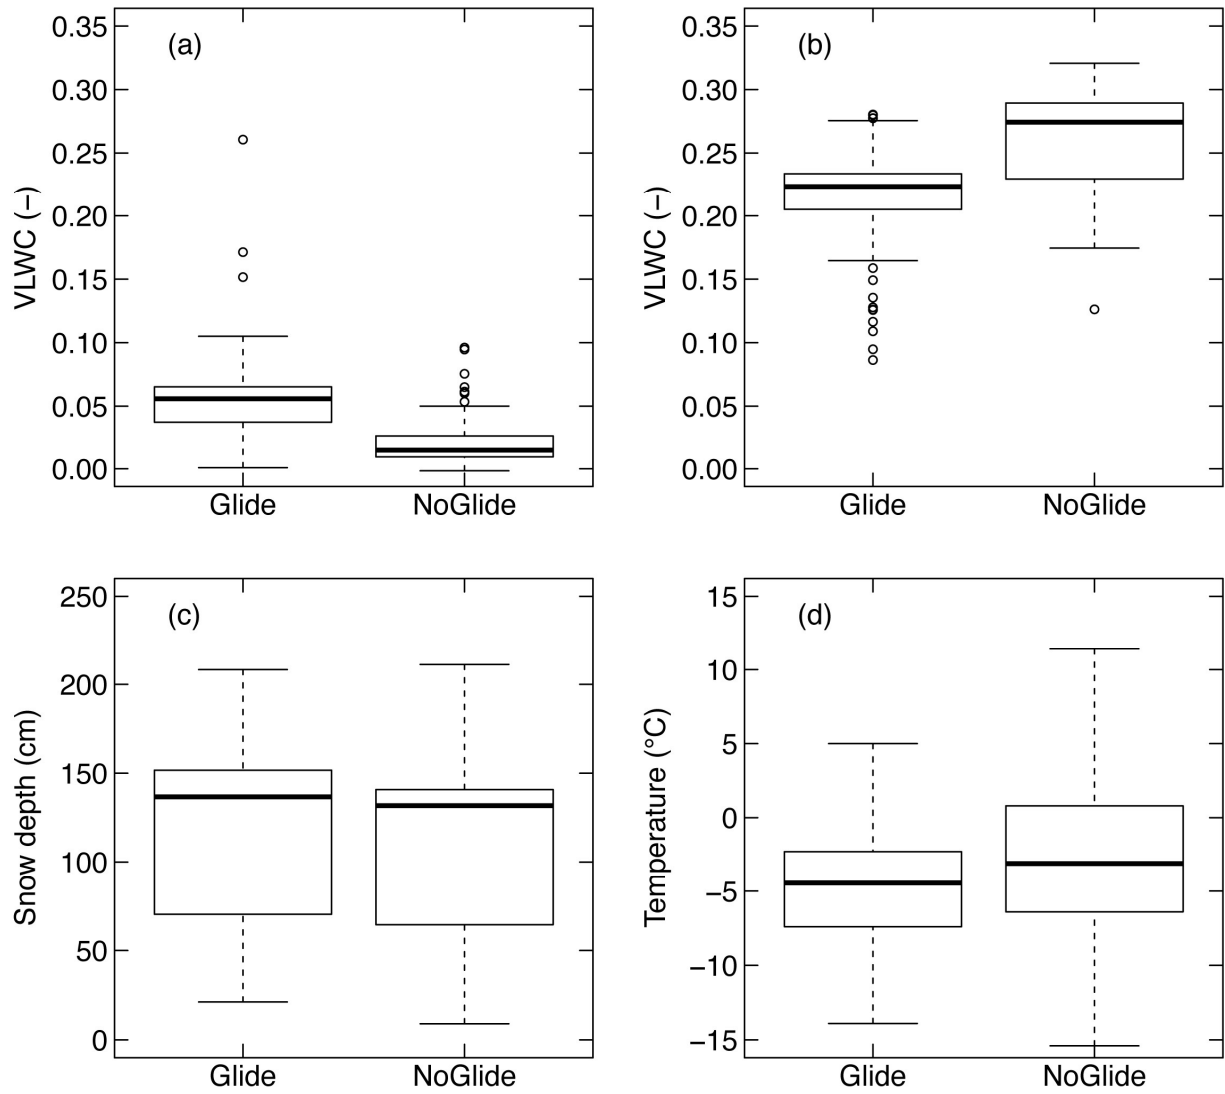 (a)
VLWC (−)
0.35
0.30
0.25
0.20
0.15
0.10
0.05
0.00
Glide NoGlide
(b)
VLWC (−)
0.35
0.30
0.25
0.20
0.15
0.10
0.05
0.00
Glide NoGlide
(c)
Snow depth (cm)
250
200
150
100
50
0
Glide NoGlide
(d)
Temperature (°C)
15
10
5
0
−5
−10
−15
Glide NoGlide